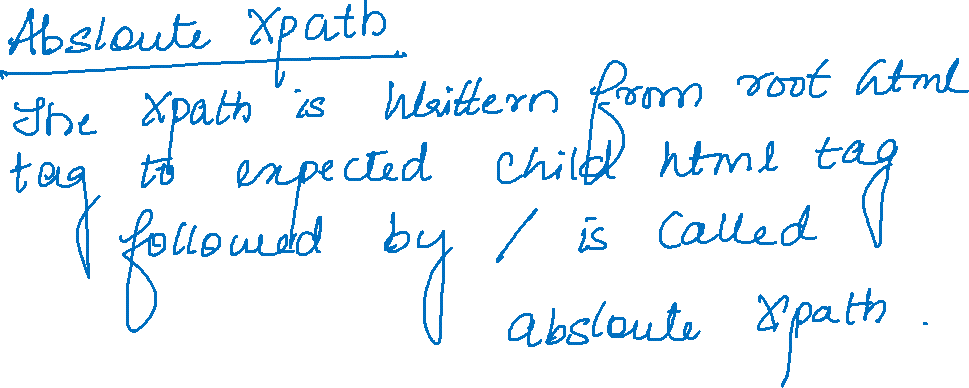 Absloute Xpath
The Xpath is writtern from root html
tag to expected child html tag
followed by / is called
absloute Xpath.